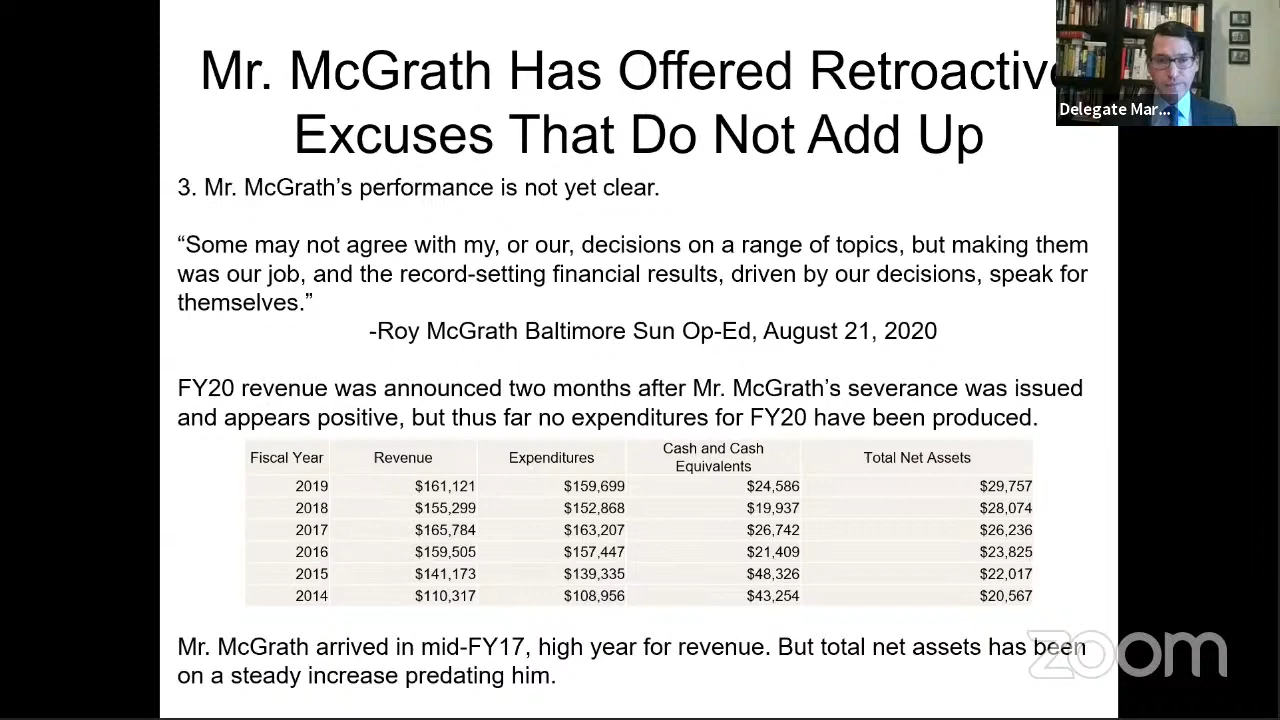 Mr. McGrath Has Offered Retroactive
Excuses That Do Not Add Up
Delegate Mar...
3. Mr. McGrath's performance is not yet clear.
“Some may not agree with my, or our, decisions on a range of topics, but making them
was our job, and the record-setting financial results, driven by our decisions, speak for
themselves.”
-Roy McGrath Baltimore Sun Op-Ed, August 21, 2020
FY20 revenue was announced two months after Mr. McGrath’s severance was issued
and appears positive, but thus far no expenditures for FY20 have been produced.
Fiscal Year Revenue Expenditures Cash and Cash Equivalents Total Net Assets
2019 $161,121 $159,699 $24,586 $29,757
2018 $155,299 $152,868 $19,937 $28,074
2017 $165,784 $163,207 $26,742 $26,236
2016 $159,505 $157,447 $21,409 $23,825
2015 $141,173 $139,335 $48,326 $22,017
2014 $110,317 $108,956 $43,254 $20,567
Mr. McGrath arrived in mid-FY17, high year for revenue. But total net assets has been
on a steady increase predating him.
zoom